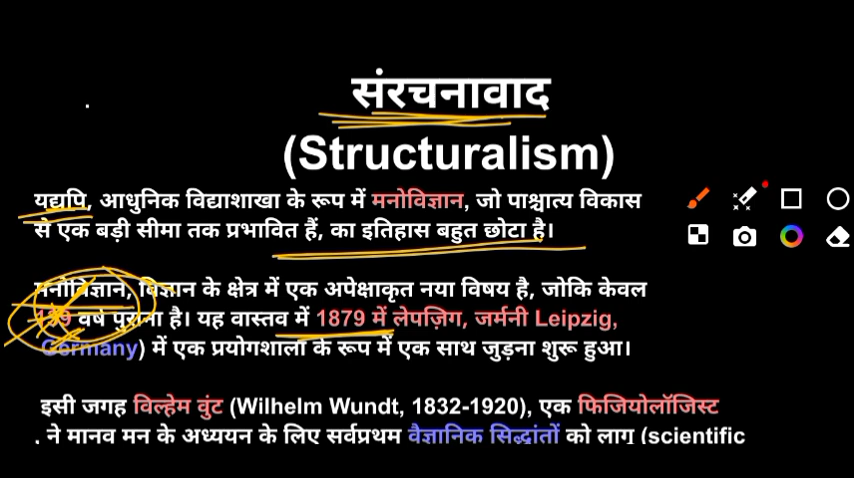 संरचनावाद
(Structuralism)
यद्यपि, आधुनिक विद्याशाखा के रूप में मनोविज्ञान, जो पाश्चात्य विकास
से एक बड़ी सीमा तक प्रभावित हैं, का इतिहास बहुत छोटा है।
मनोविज्ञान, विज्ञान के क्षेत्र में एक अपेक्षाकृत नया विषय है, जोकि केवल
वर्ष पुराना है। यह वास्तव में 1879 में लेपज़िग, जर्मनी Leipzig,
Germany) में एक प्रयोगशाला के रूप में एक साथ जुड़ना शुरू हुआ।
इसी जगह विल्हेम वुंट (Wilhelm Wundt, 1832-1920), एक फिजियोलॉजिस्ट
, ने मानव मन के अध्ययन के लिए सर्वप्रथम वैज्ञानिक सिद्धांतों को लागू (scientific